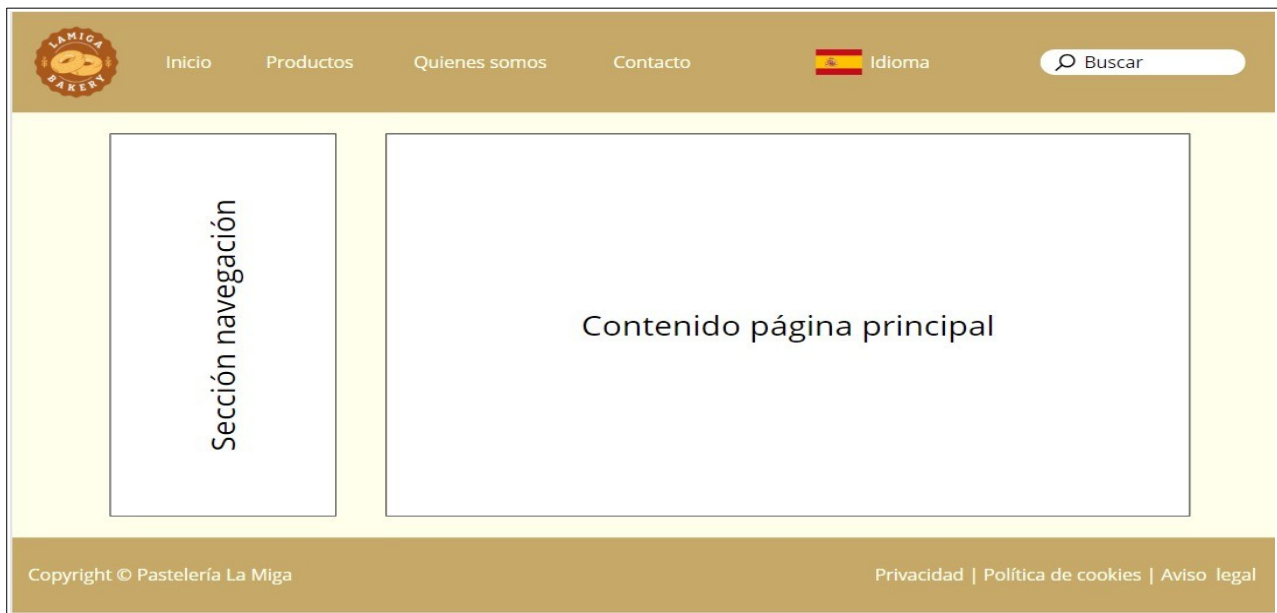 LAMIGA
BAKERY
Inicio Productos Quienes somos Contacto Idioma Buscar
Sección navegación
Contenido página principal
Copyright © Pastelería La Miga Privacidad | Política de cookies | Aviso legal